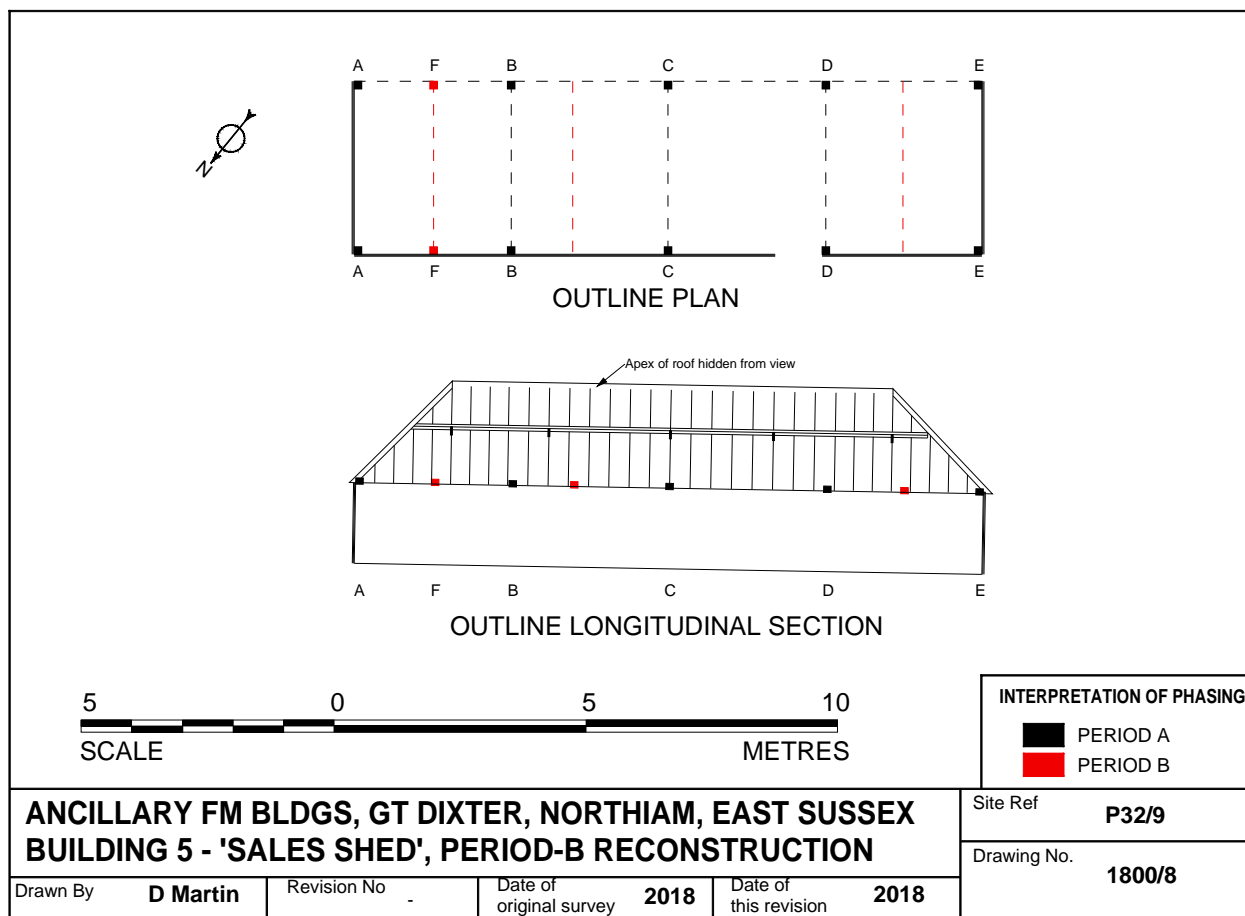 A F B C D E
N
A F B C D E
OUTLINE PLAN
Apex of roof hidden from view
A F B C D E
OUTLINE LONGITUDINAL SECTION
5 0 5 10
SCALE METRES
INTERPRETATION OF PHASING
PERIOD A
PERIOD B
ANCILLARY FM BLDGS, GT DIXTER, NORTHIAM, EAST SUSSEX
BUILDING 5 - 'SALES SHED', PERIOD-B RECONSTRUCTION
Site Ref P32/9
Drawing No. 1800/8
Drawn By D Martin
Revision No -
Date of
original survey 2018
Date of
this revision 2018